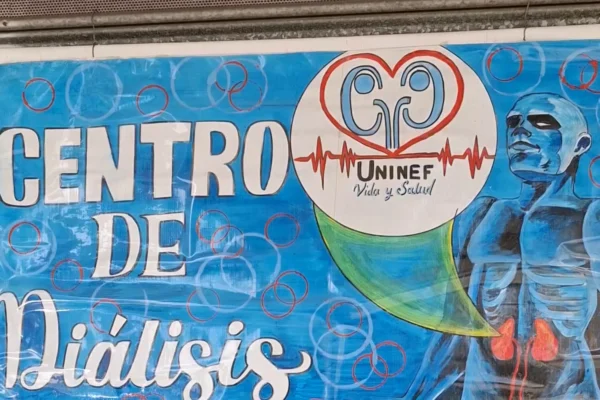 CENTRO
DE
Diálisis
UNINEF
Vida y Salud